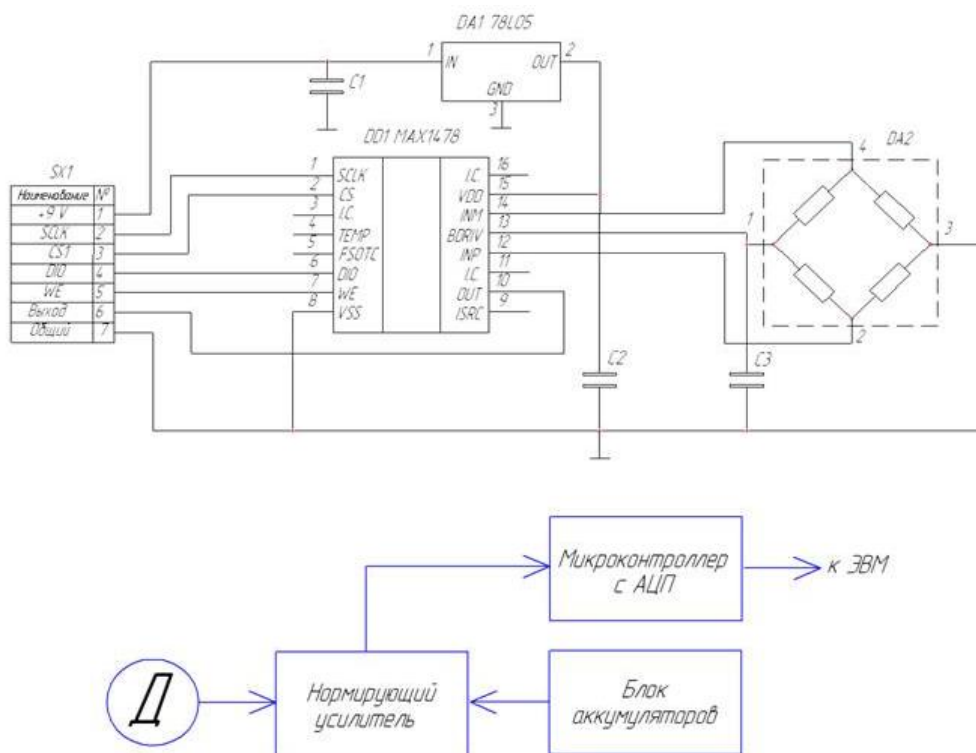 DA1 78L05
1 IN OUT 2
GND
3
C1
DD1 MAX1478
SX1
Наименование №
+9 V 1
SCLK 2
CS1 3
DIO 4
WE 5
Выход 6
Общий 7
1 SCLK
2 CS
3 I.C.
4 TEMP
5 FSOTC
6 DIO
7 WE
8 VSS
I.C. 16
VDD 15
INM 14
BDRIV 13
INP 12
I.C. 11
OUT 10
ISRC 9
DA2
4
1
3
2
C2
C3
Микроконтроллер
с АЦП
к ЭВМ
Д
Нормирующий
усилитель
Блок
аккумуляторов